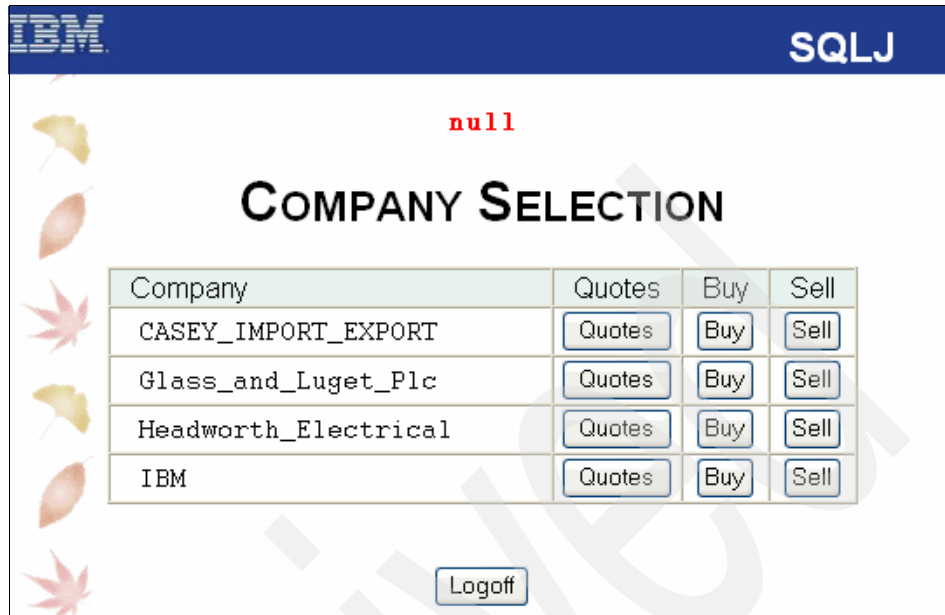 IBM
SQLJ
null
COMPANY SELECTION
Company Quotes Buy Sell
CASEY_IMPORT_EXPORT Quotes Buy Sell
Glass_and_Luget_Plc Quotes Buy Sell
Headworth_Electrical Quotes Buy Sell
IBM Quotes Buy Sell
Logoff